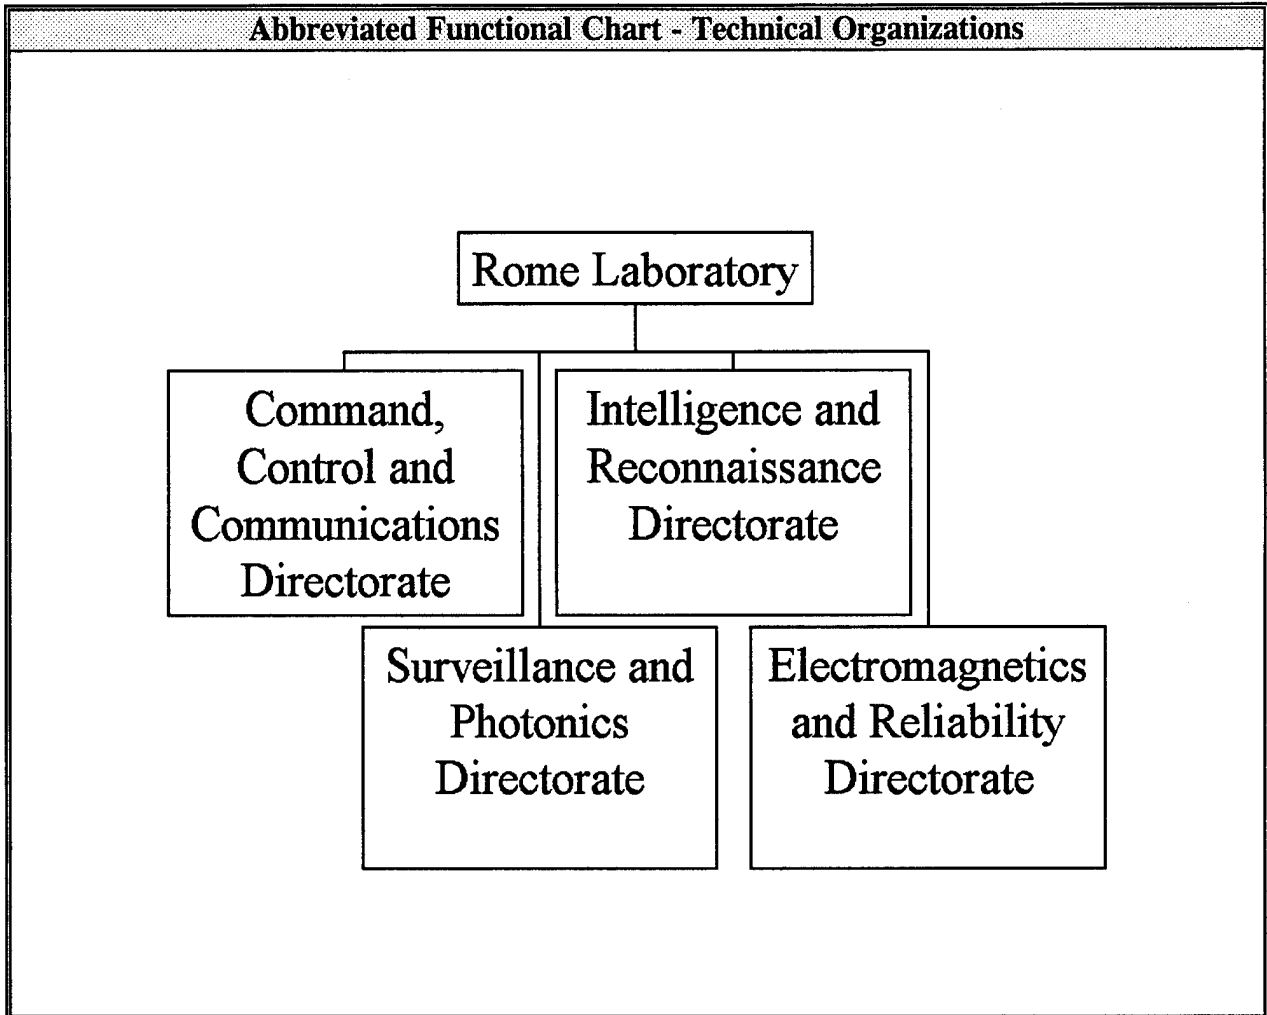 Abbreviated Functional Chart - Technical Organizations
Rome Laboratory
Command,
Control and
Communications
Directorate
Intelligence and
Reconnaissance
Directorate
Surveillance and
Photonics
Directorate
Electromagnetics
and Reliability
Directorate